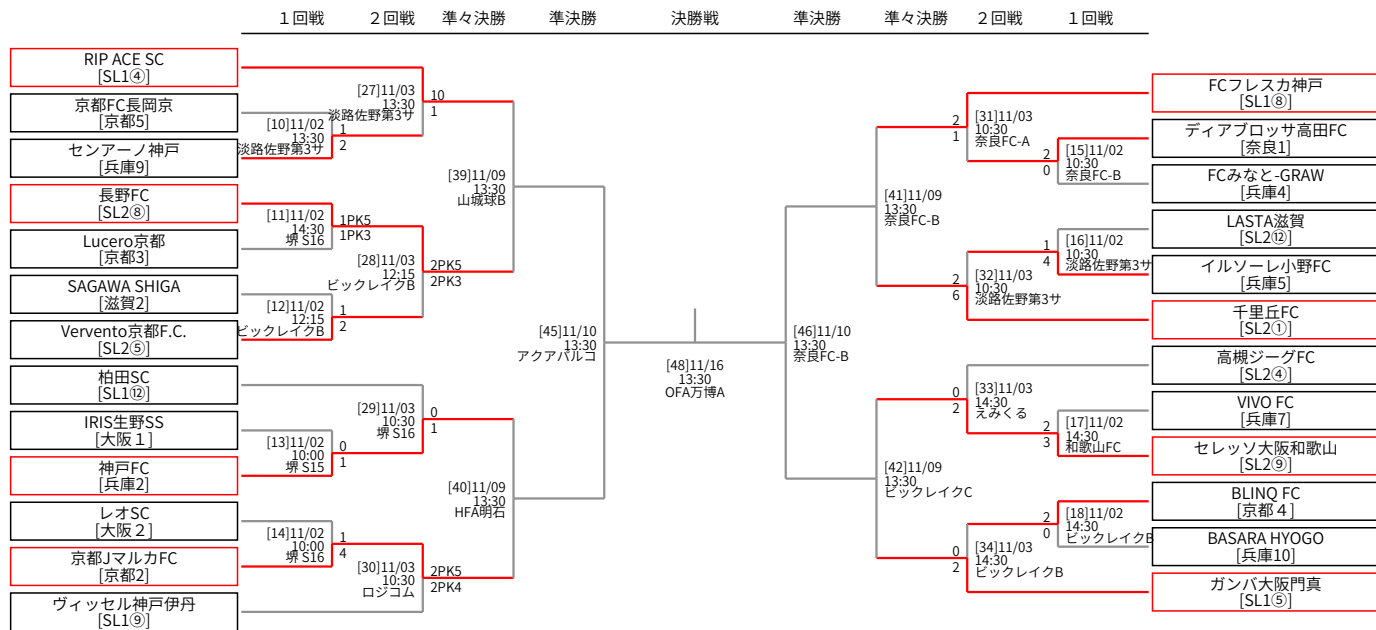 １回戦
２回戦
準々決勝
準決勝
決勝戦
準決勝
準々決勝
２回戦
１回戦
RIP ACE SC
[SL1④]
京都FC長岡京
[京都5]
センアーノ神戸
[兵庫9]
長野FC
[SL2⑧]
Lucero京都
[京都3]
SAGAWA SHIGA
[滋賀2]
Vervento京都F.C.
[SL2⑤]
柏田SC
[SL1⑫]
IRIS生野SS
[大阪１]
神戸FC
[兵庫2]
レオSC
[大阪２]
京都JマルカFC
[京都2]
ヴィッセル神戸伊丹
[SL1⑨]
[10]11/02
13:30
淡路佐野第3サ
1
2
[11]11/02
14:30
堺 S16
1PK5
1PK3
[12]11/02
12:15
ビックレイクB
1
2
[13]11/02
10:00
堺 S15
0
1
[14]11/02
10:00
堺 S16
1
4
[27]11/03
13:30
淡路佐野第3サ
10
1
[28]11/03
12:15
ビックレイクB
2PK5
2PK3
[29]11/03
10:30
堺 S16
0
1
[30]11/03
10:30
ロジコム
2PK5
2PK4
[39]11/09
13:30
山城球B
[40]11/09
13:30
HFA明石
[45]11/10
13:30
アクアパルコ
[48]11/16
13:30
OFA万博A
[46]11/10
13:30
奈良FC-B
[41]11/09
13:30
奈良FC-B
[42]11/09
13:30
ビックレイクC
2
1
[31]11/03
10:30
奈良FC-A
2
6
[32]11/03
10:30
淡路佐野第3サ
0
2
[33]11/03
14:30
えみくる
0
2
[34]11/03
14:30
ビックレイクB
2
0
[15]11/02
10:30
奈良FC-B
1
4
[16]11/02
10:30
淡路佐野第3サ
2
3
[17]11/02
14:30
和歌山FC
2
0
[18]11/02
14:30
ビックレイクB
FCフレスカ神戸
[SL1⑧]
ディアブロッサ高田FC
[奈良1]
FCみなと-GRAW
[兵庫4]
LASTA滋賀
[SL2⑫]
イルソーレ小野FC
[兵庫5]
千里丘FC
[SL2①]
高槻ジーグFC
[SL2④]
VIVO FC
[兵庫7]
セレッソ大阪和歌山
[SL2⑨]
BLINQ FC
[京都４]
BASARA HYOGO
[兵庫10]
ガンバ大阪門真
[SL1⑤]